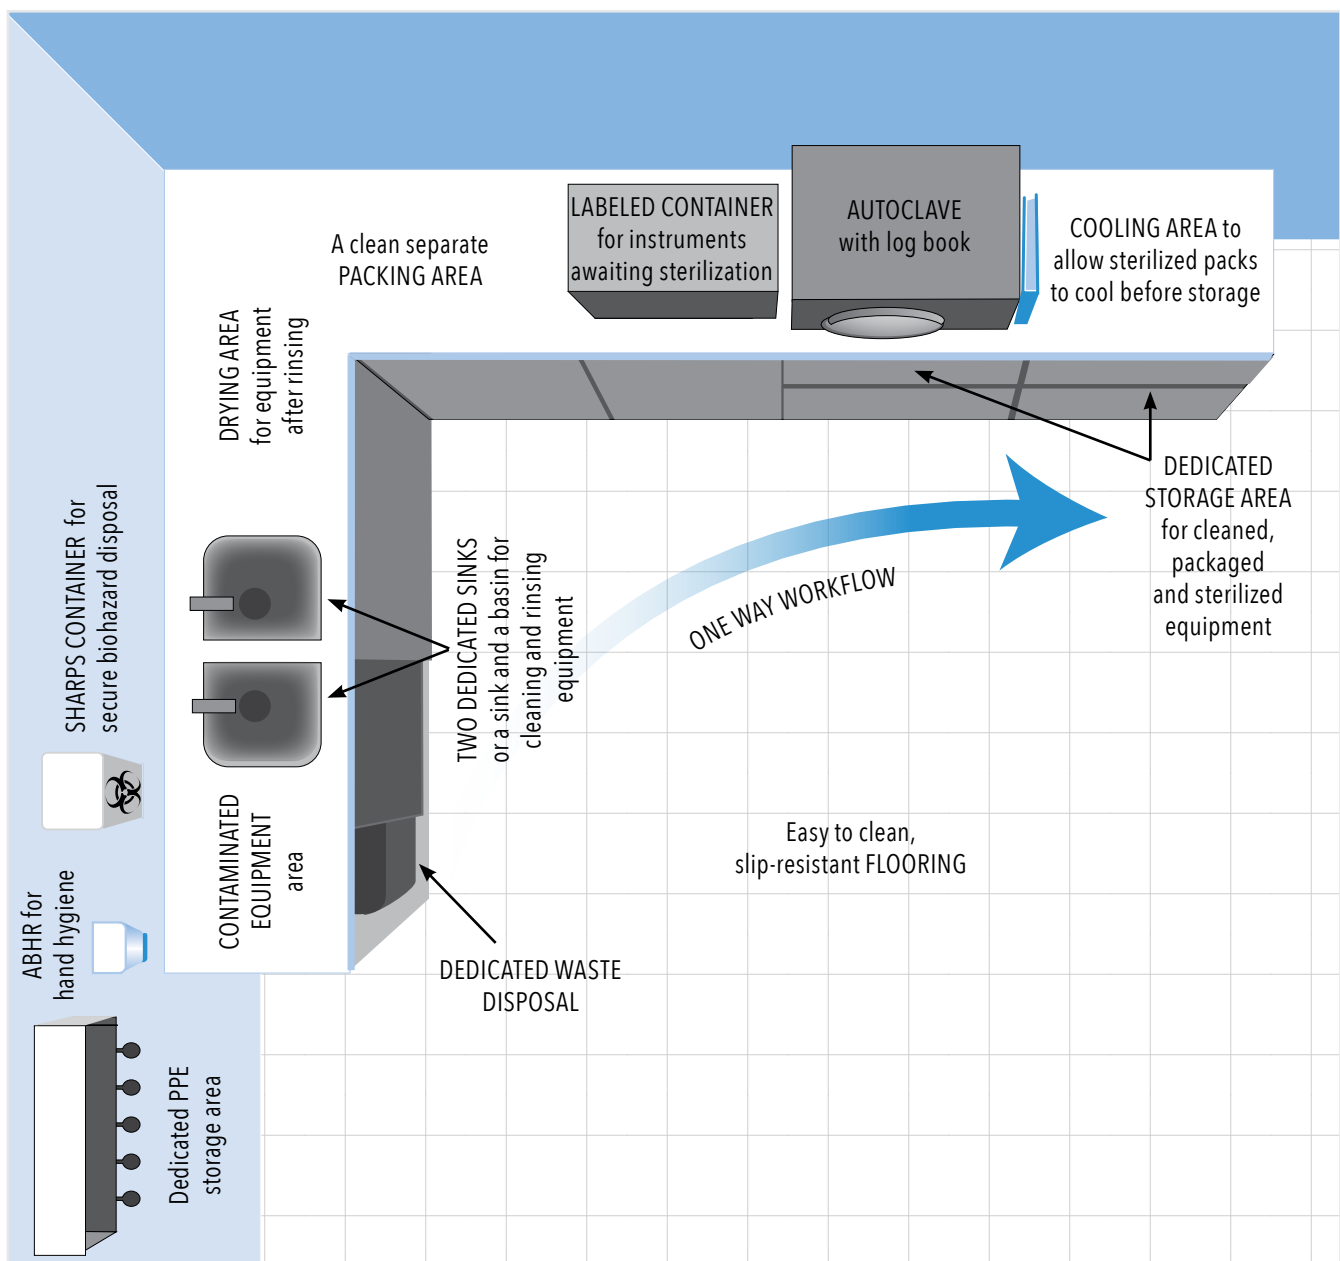 A clean separate
PACKING AREA
LABELED CONTAINER
for instruments
awaiting sterilization
AUTOCLAVE
with log book
COOLING AREA to
allow sterilized packs
to cool before storage
DRYING AREA
for equipment
after rinsing
SHARPS CONTAINER for
secure biohazard disposal
TWO DEDICATED SINKS
or a sink and a basin for
cleaning and rinsing
equipment
ONE WAY WORKFLOW
DEDICATED
STORAGE AREA
for cleaned,
packaged
and sterilized
equipment
CONTAMINATED
EQUIPMENT
area
Easy to clean,
slip-resistant FLOORING
ABHR for
hand hygiene
DEDICATED WASTE
DISPOSAL
Dedicated PPE
storage area